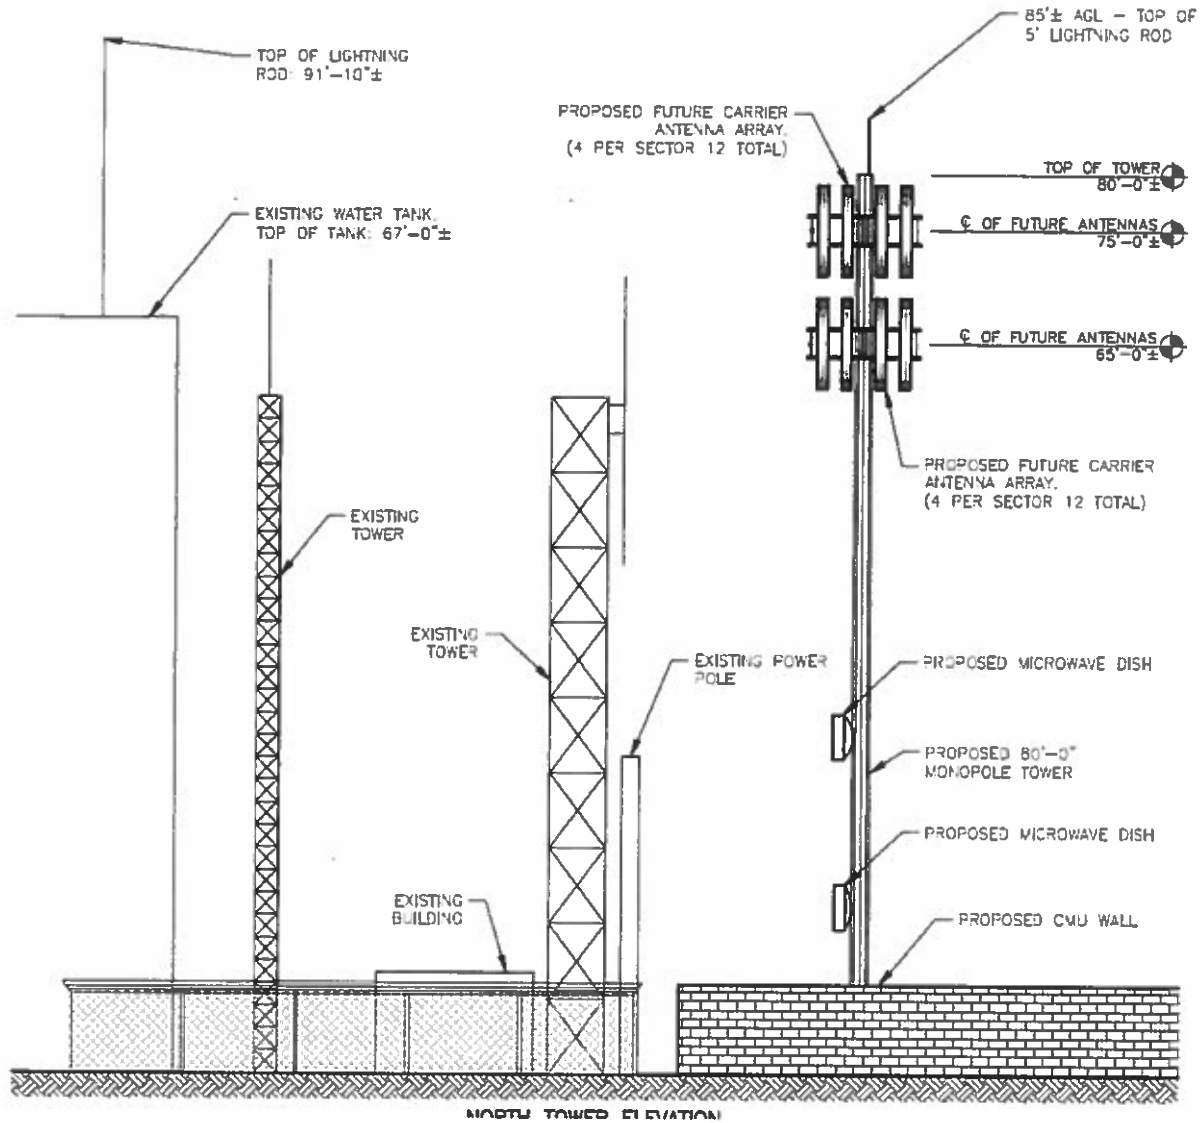 TOP OF LIGHTNING
ROD: 91'-10"±
EXISTING WATER TANK.
TOP OF TANK: 67'-0"±
EXISTING
TOWER
EXISTING
TOWER
EXISTING
BUILDING
EXISTING POWER
POLE
85'± AGL - TOP OF
5' LIGHTNING ROD
PROPOSED FUTURE CARRIER
ANTENNA ARRAY.
(4 PER SECTOR 12 TOTAL)
TOP OF TOWER
80'-0"±
℄ OF FUTURE ANTENNAS
75'-0"±
℄ OF FUTURE ANTENNAS
65'-0"±
PROPOSED FUTURE CARRIER
ANTENNA ARRAY.
(4 PER SECTOR 12 TOTAL)
PROPOSED MICROWAVE DISH
PROPOSED 80'-0"
MONOPOLE TOWER
PROPOSED MICROWAVE DISH
PROPOSED CMU WALL
NORTH TOWER ELEVATION